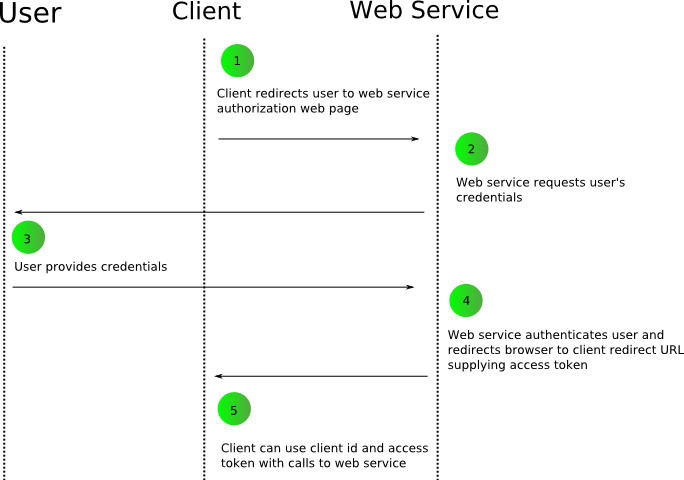 User
Client
Web Service
1
Client redirects user to web service
authorization web page
2
Web service requests user's
credentials
3
User provides credentials
4
Web service authenticates user and
redirects browser to client redirect URL
supplying access token
5
Client can use client id and access
token with calls to web service